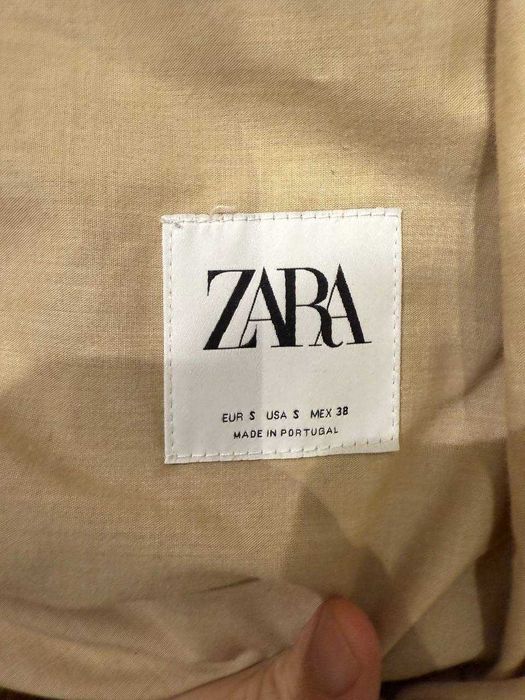 ZARA
EUR S USA S MEX 38
MADE IN PORTUGAL